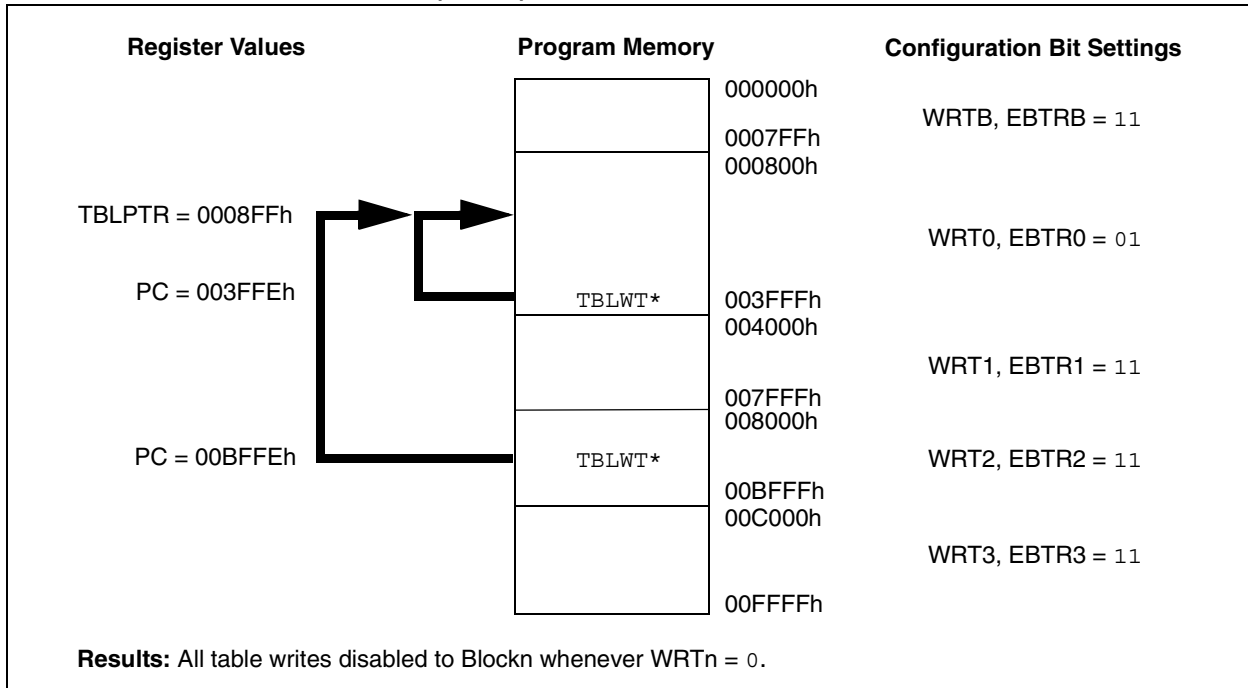 Register Values
Program Memory
Configuration Bit Settings
000000h
WRTB, EBTRB = 11
0007FFh
000800h
TBLPTR = 0008FFh
WRT0, EBTR0 = 01
PC = 003FFEh
TBLWT*
003FFFh
004000h
WRT1, EBTR1 = 11
007FFFh
008000h
PC = 00BFFEh
TBLWT*
WRT2, EBTR2 = 11
00BFFFh
00C000h
WRT3, EBTR3 = 11
00FFFFh
Results: All table writes disabled to Blockn whenever WRTn = 0.